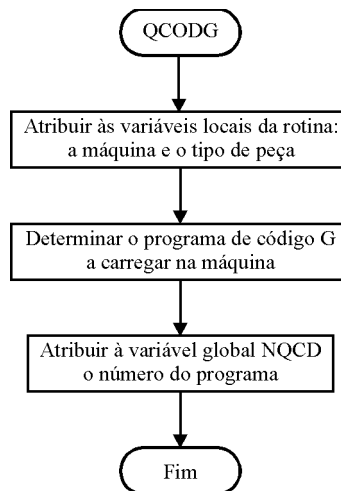 QCODG
Atribuir às variáveis locais da rotina:
a máquina e o tipo de peça
Determinar o programa de código G
a carregar na máquina
Atribuir à variável global NQCD
o número do programa
Fim